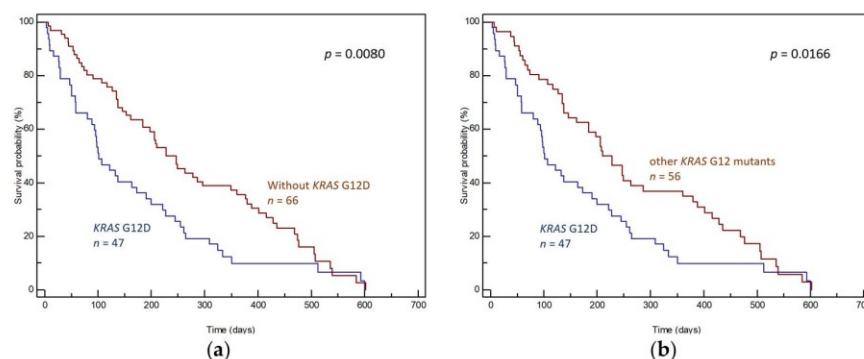 100
80
60
40
20
0
Survival probability (%)
p = 0.0080
Without KRAS G12D
n = 66
KRAS G12D
n = 47
0 100 200 300 400 500 600 700
Time (days)
(a)
100
80
60
40
20
0
Survival probability (%)
p = 0.0166
other KRAS G12 mutants
n = 56
KRAS G12D
n = 47
0 100 200 300 400 500 600 700
Time (days)
(b)